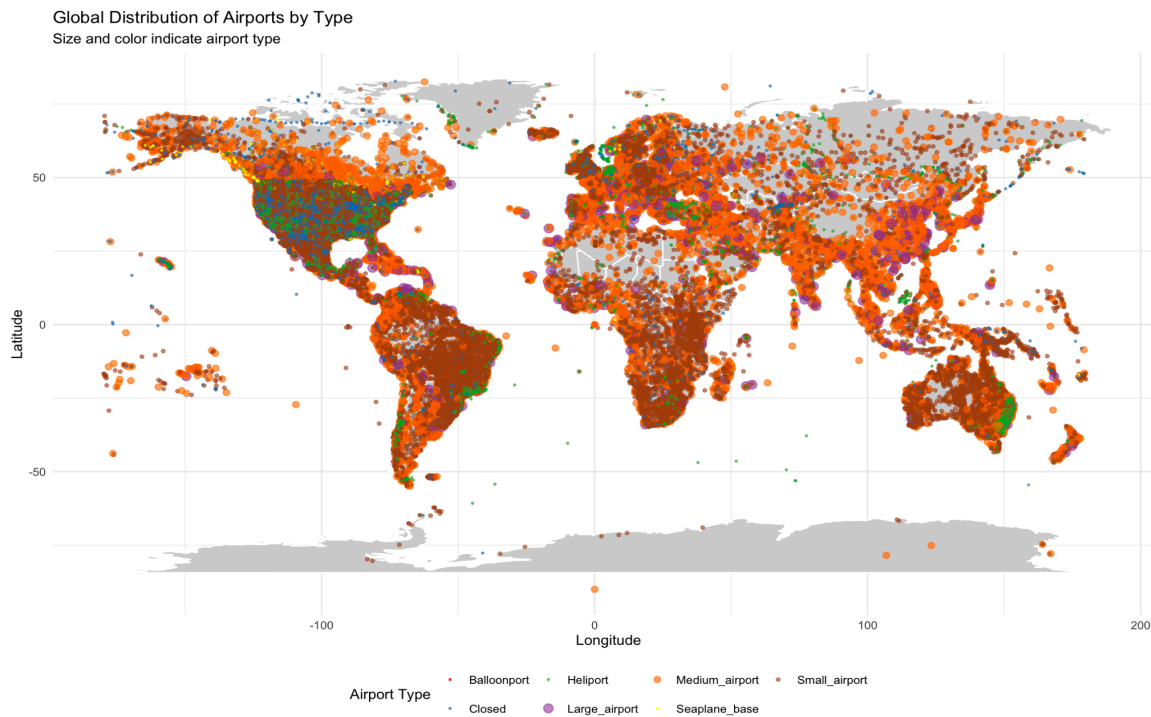 Global Distribution of Airports by Type
Size and color indicate airport type
Latitude
50
0
-50
-100
0
100
200
Longitude
Airport Type
Balloonport
Heliport
Medium_airport
Small_airport
Closed
Large_airport
Seaplane_base